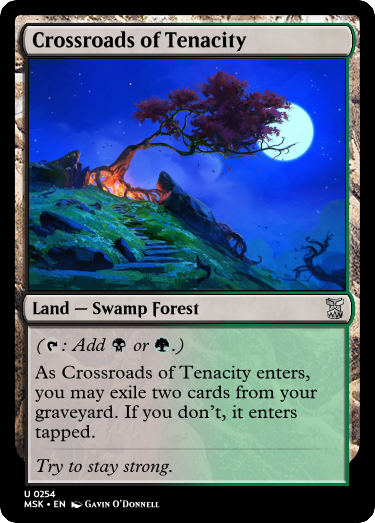 Crossroads of Tenacity
Land — Swamp Forest
(: Add or .)
As Crossroads of Tenacity enters,
you may exile two cards from your
graveyard. If you don't, it enters
tapped.
Try to stay strong.
U 0254
MSK • EN Gavin O'Donnell